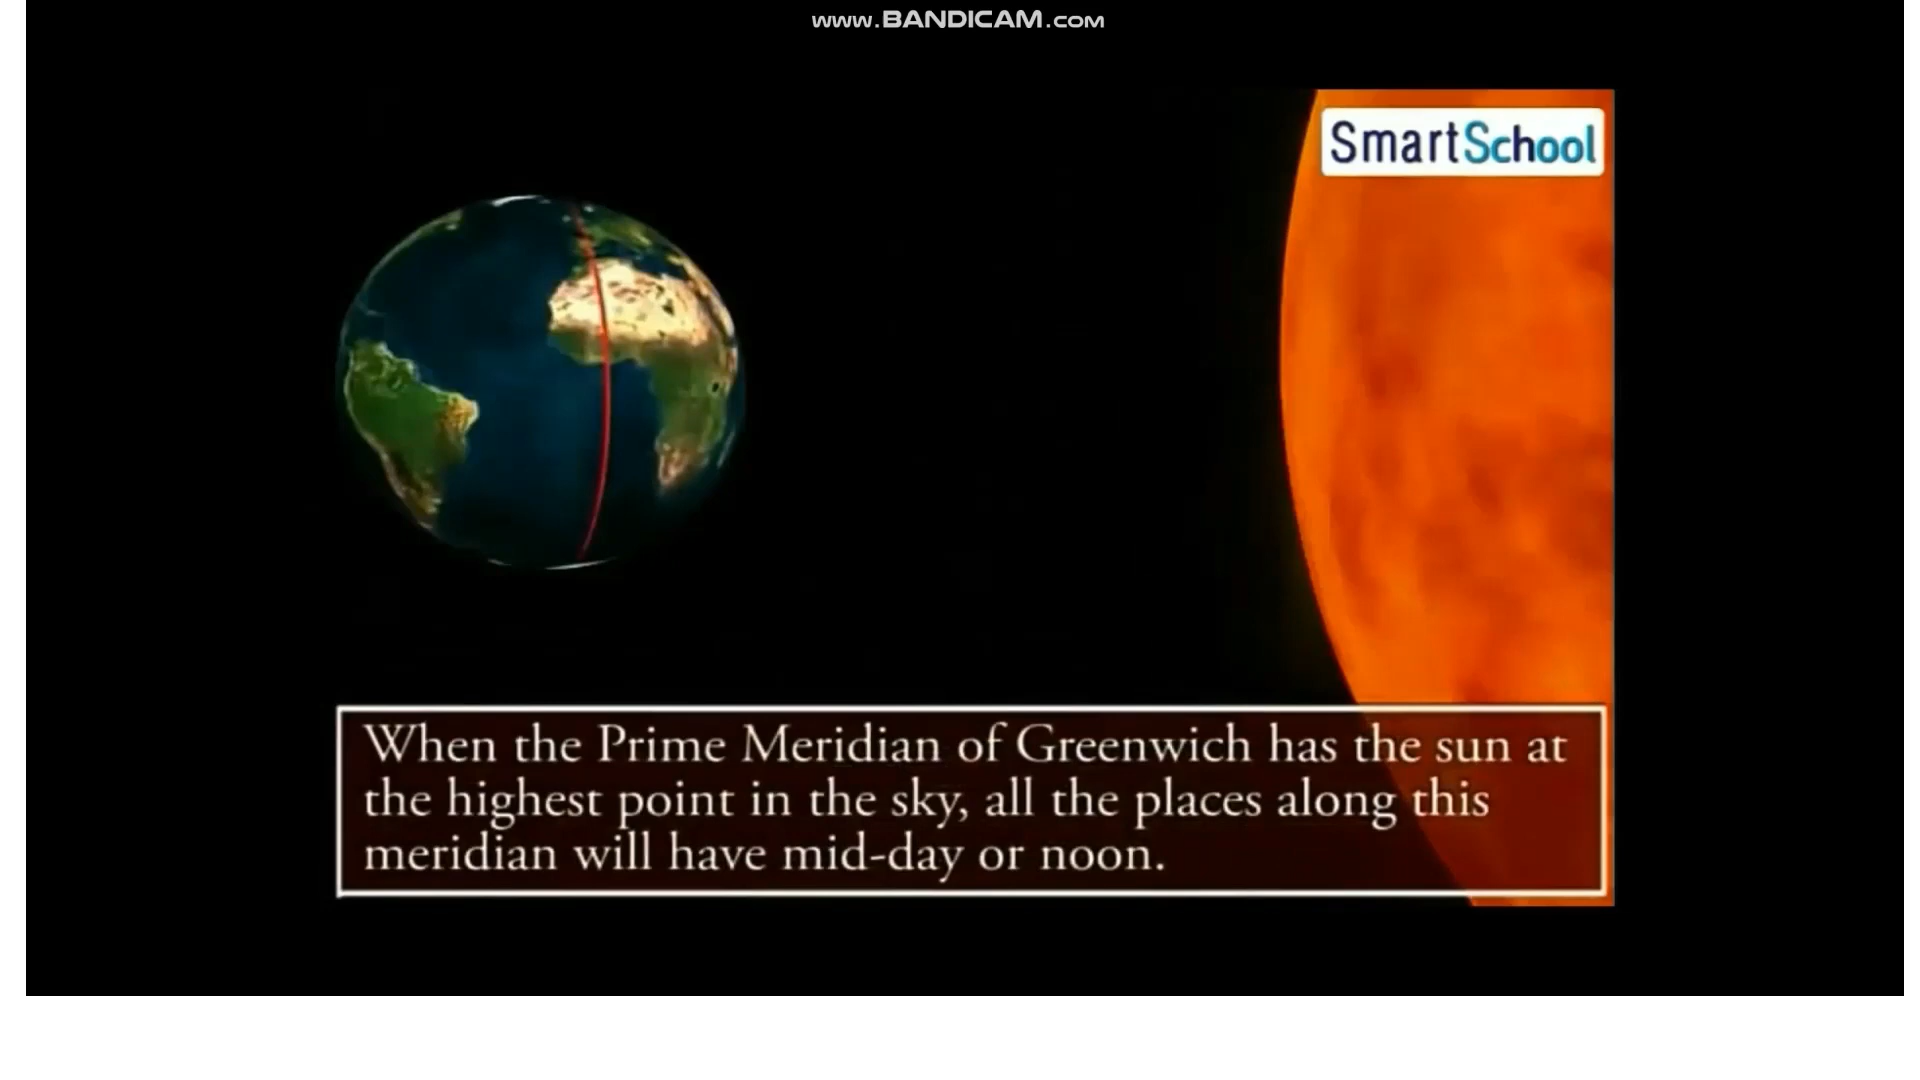 www.BANDICAM.com
SmartSchool
When the Prime Meridian of Greenwich has the sun at
the highest point in the sky, all the places along this
meridian will have mid-day or noon.